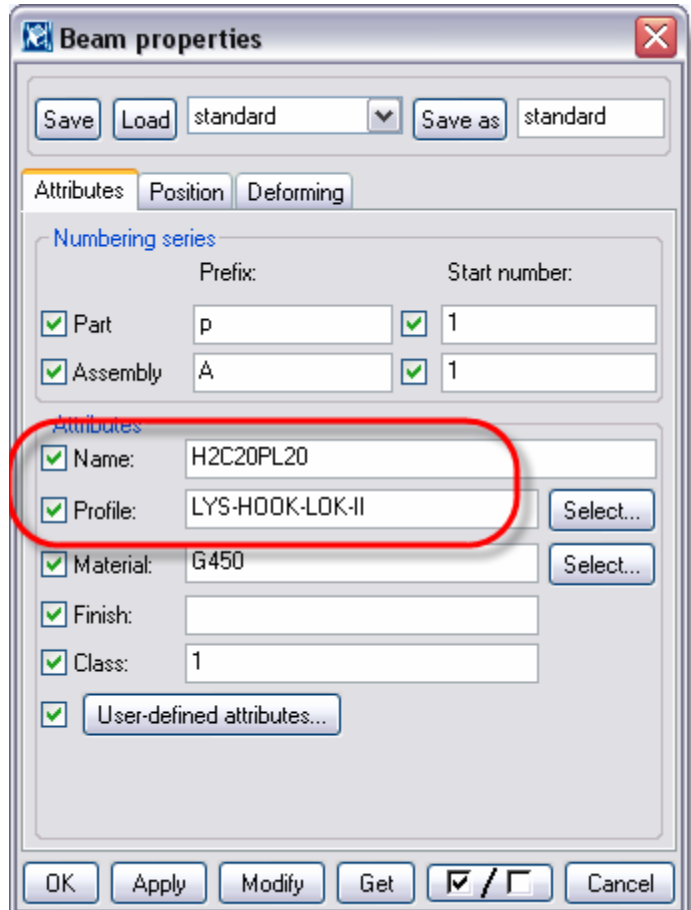 Beam properties
Save Load standard Save as standard
Attributes Position Deforming
Numbering series
Prefix: Start number:
Part p 1
Assembly A 1
Attributes
Name: H2C20PL20
Profile: LYS-HOOK-LOK-II Select...
Material: G450 Select...
Finish:
Class: 1
User-defined attributes...
OK Apply Modify Get / Cancel